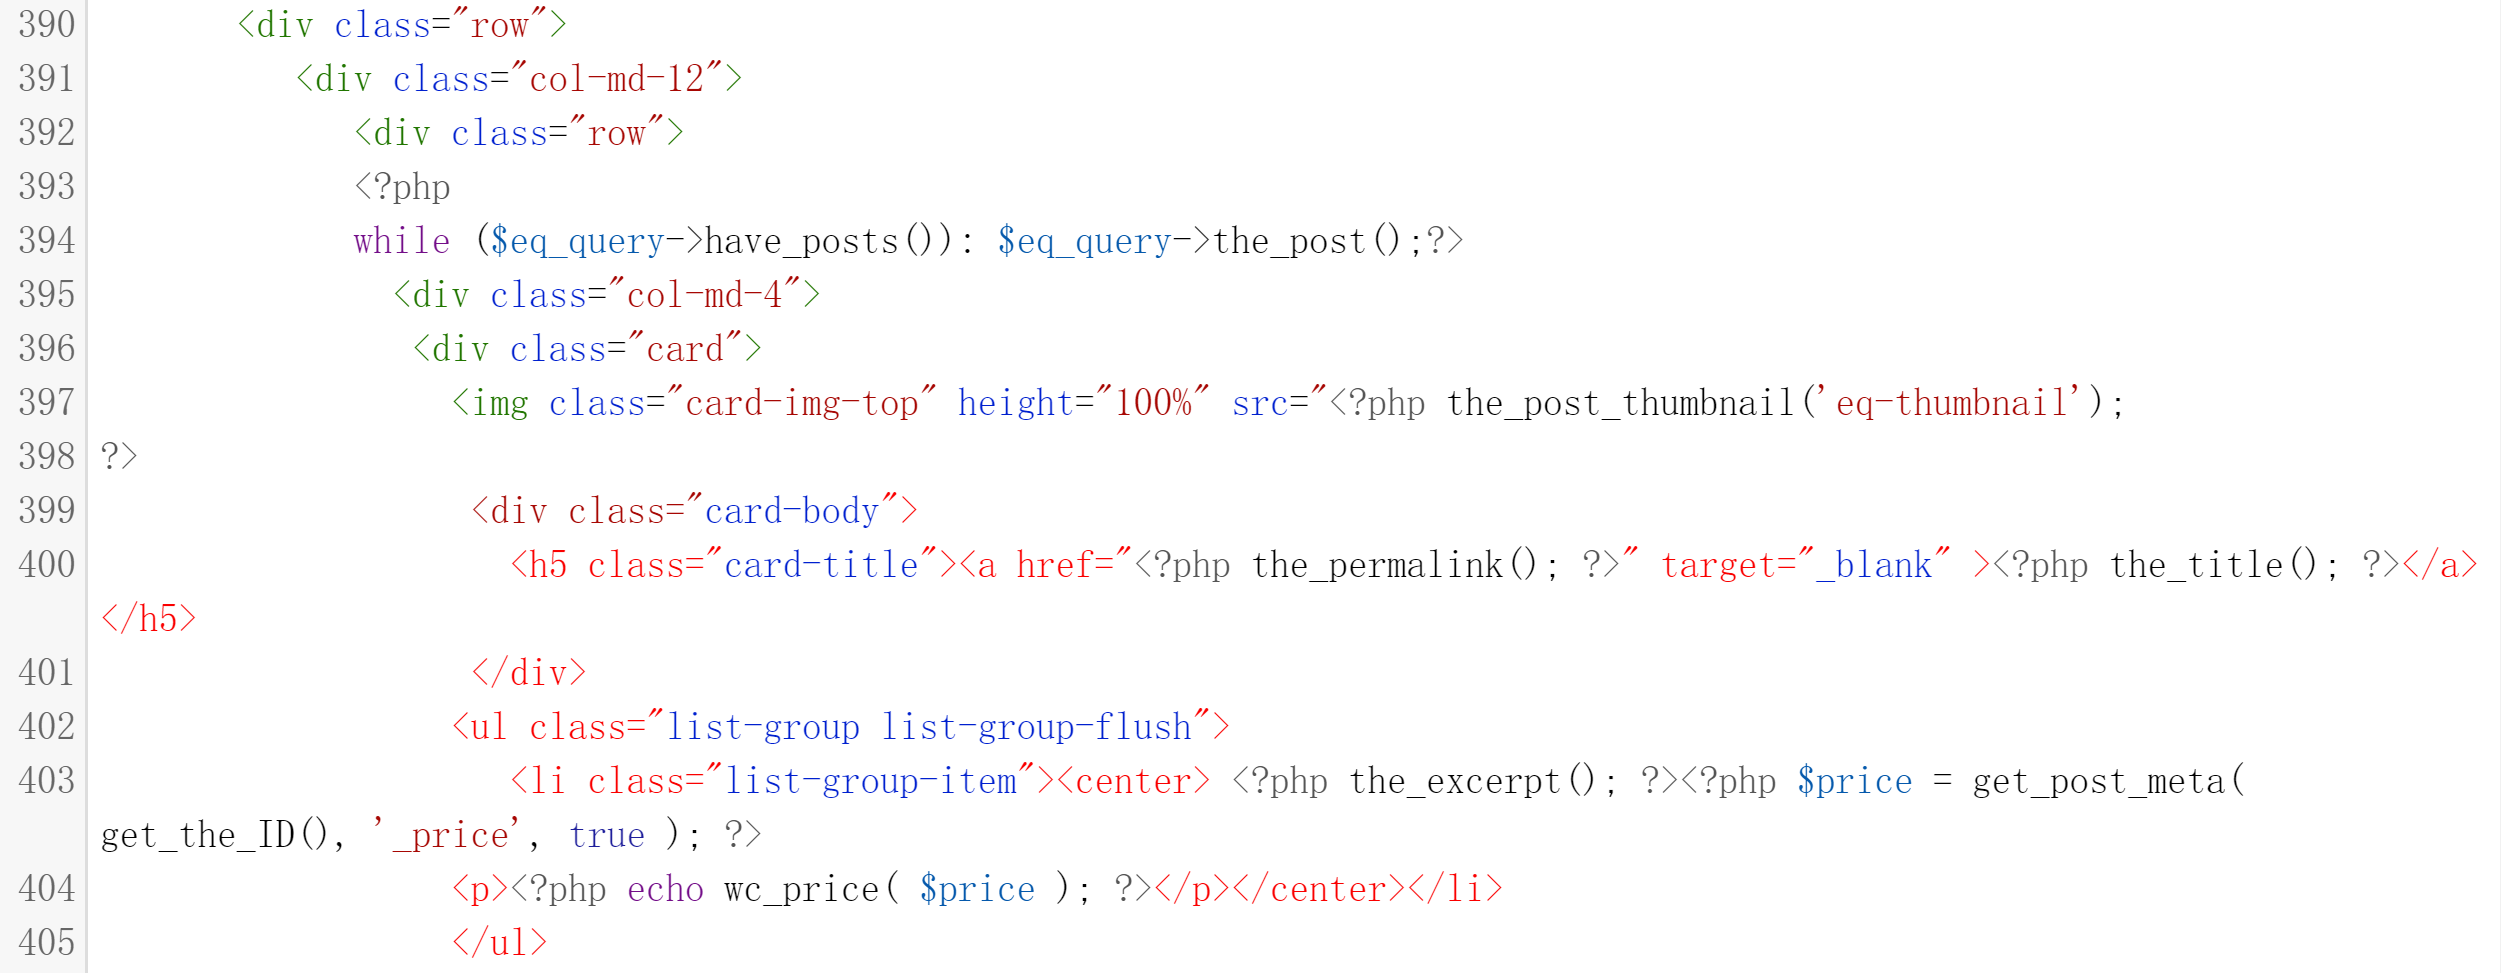 390 <div class="row">
391 <div class="col-md-12">
392 <div class="row">
393 <?php
394 while ($eq_query->have_posts()): $eq_query->the_post();?>
395 <div class="col-md-4">
396 <div class="card">
397 <img class="card-img-top" height="100%" src="<?php the_post_thumbnail('eq-thumbnail');
398 ?>
399 <div class="card-body">
400 <h5 class="card-title"><a href="<?php the_permalink(); ?>" target="_blank" ><?php the_title(); ?></a>
</h5>
401 </div>
402 <ul class="list-group list-group-flush">
403 <li class="list-group-item"><center> <?php the_excerpt(); ?><?php $price = get_post_meta(
get_the_ID(), '_price', true ); ?>
404 <p><?php echo wc_price( $price ); ?></p></center></li>
405 </ul>